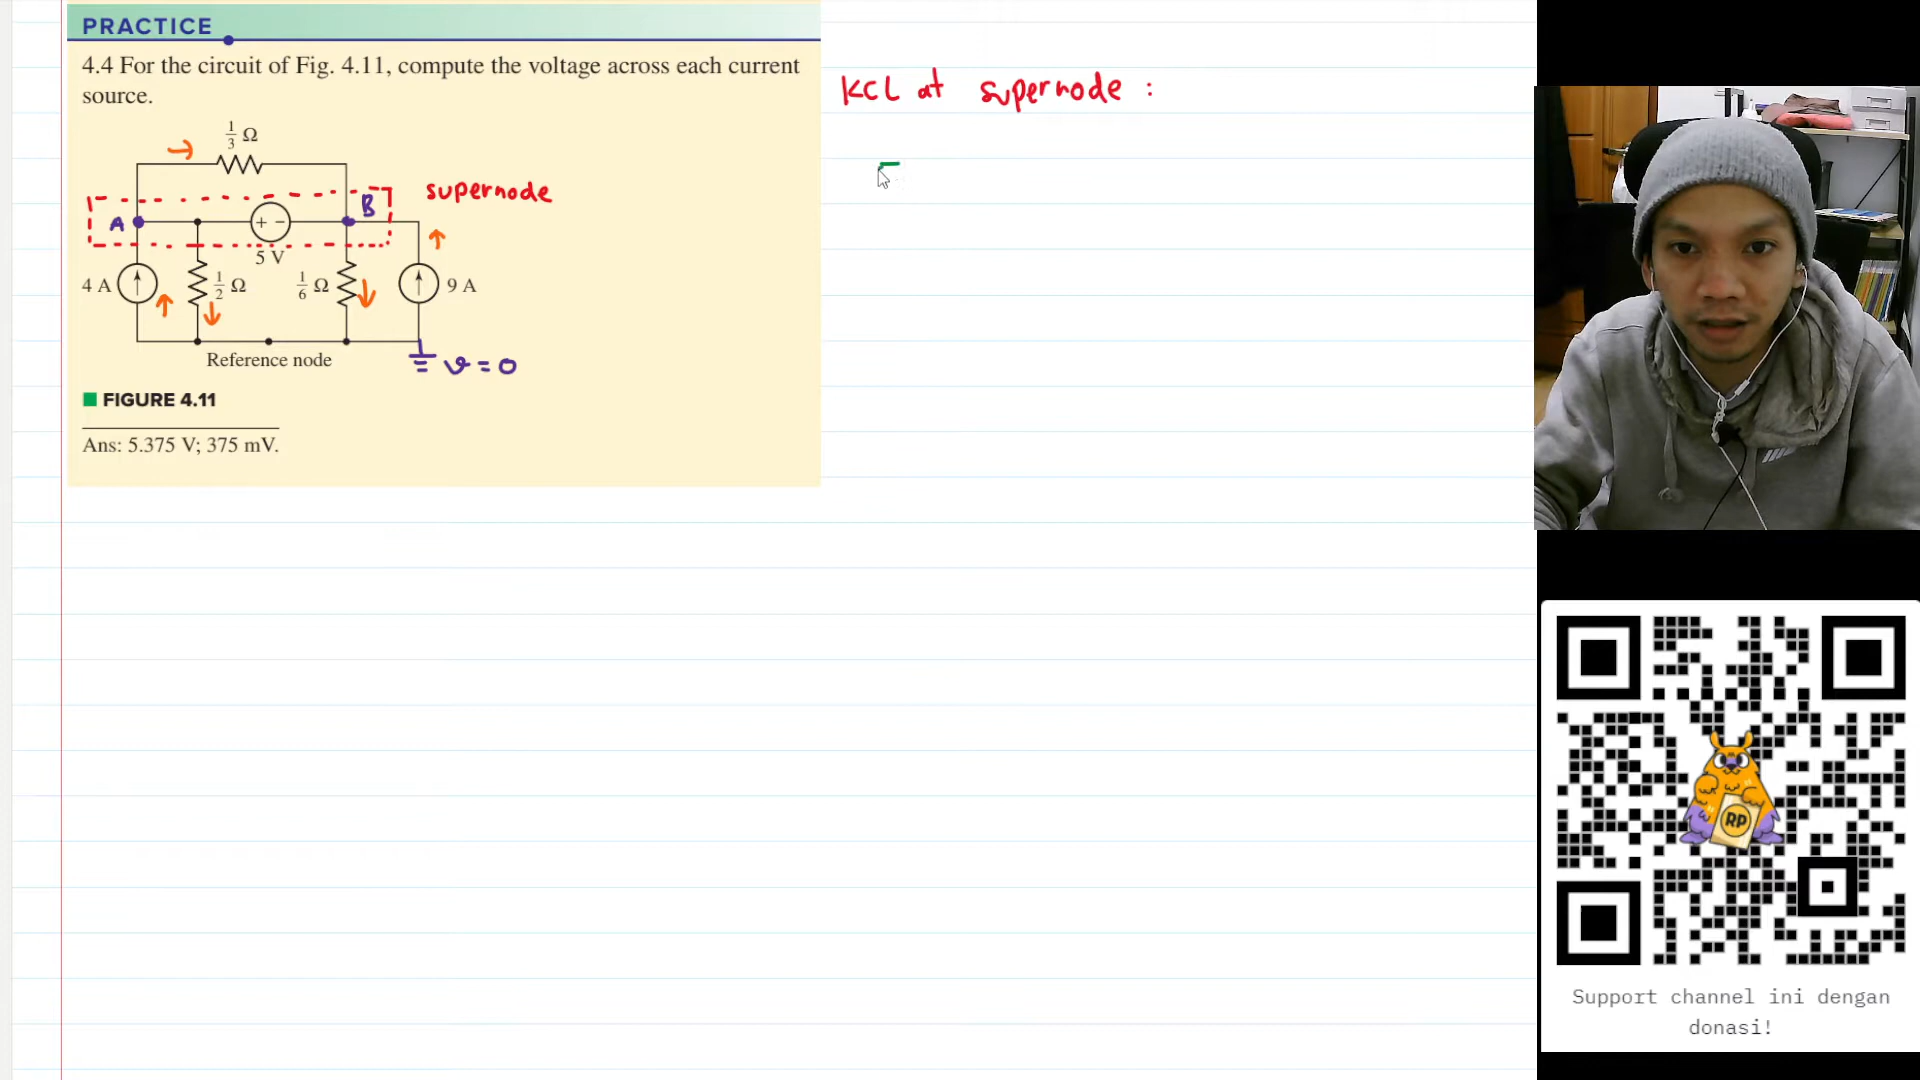 PRACTICE
4.4 For the circuit of Fig. 4.11, compute the voltage across each current
source.
1/3 Ω
supernode
A
B
+ -
5 V
4 A
1/2 Ω
1/6 Ω
9 A
Reference node
v = 0
FIGURE 4.11
Ans: 5.375 V; 375 mV.
KCL at supernode :
RP
Support channel ini dengan
donasi!